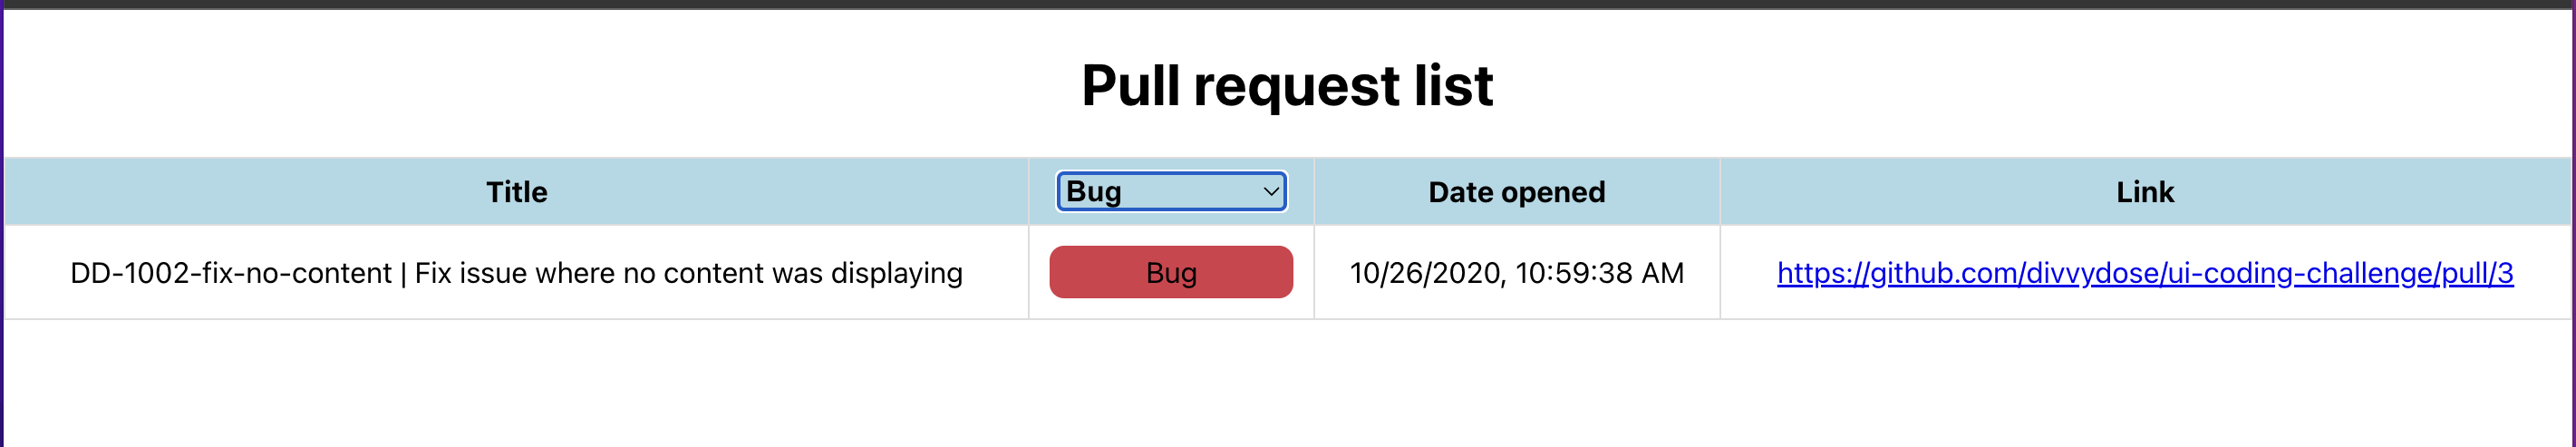 Pull request list
Title Bug Date opened Link
DD-1002-fix-no-content | Fix issue where no content was displaying Bug 10/26/2020, 10:59:38 AM https://github.com/divvydose/ui-coding-challenge/pull/3